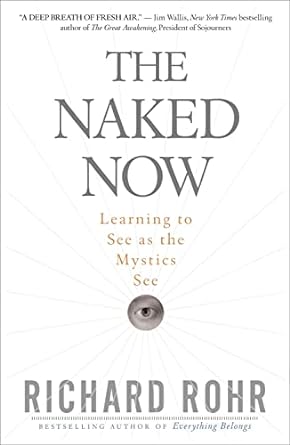 "A DEEP BREATH OF FRESH AIR." — Jim Wallis, New York Times bestselling
author of The Great Awakening, President of Sojourners
THE
NAKED
NOW
Learning to
See as the
Mystics
See
RICHARD ROHR
BESTSELLING AUTHOR OF Everything Belongs